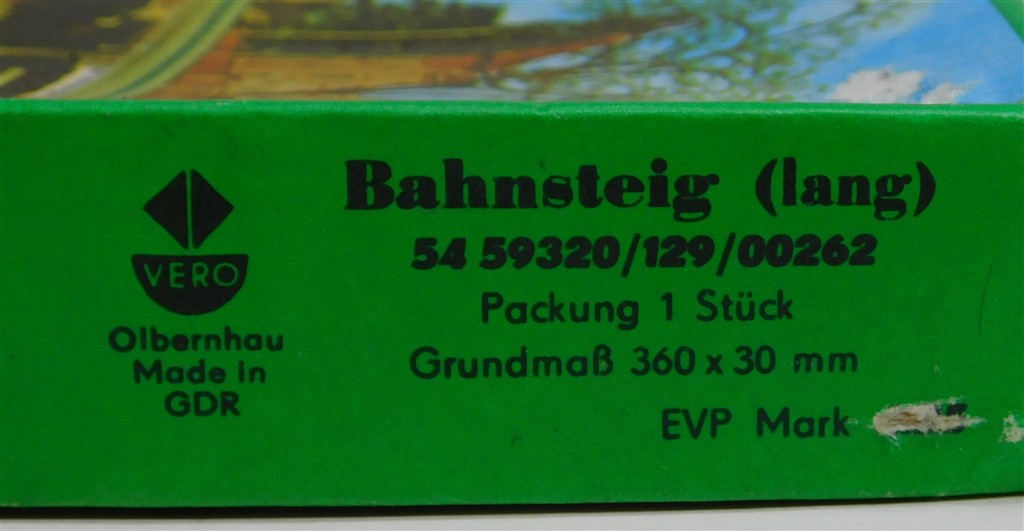 VERO
Olbernhau
Made in
GDR
Bahnsteig (lang)
54 59320/129/00262
Packung 1 Stück
Grundmaß 360 x 30 mm
EVP Mark